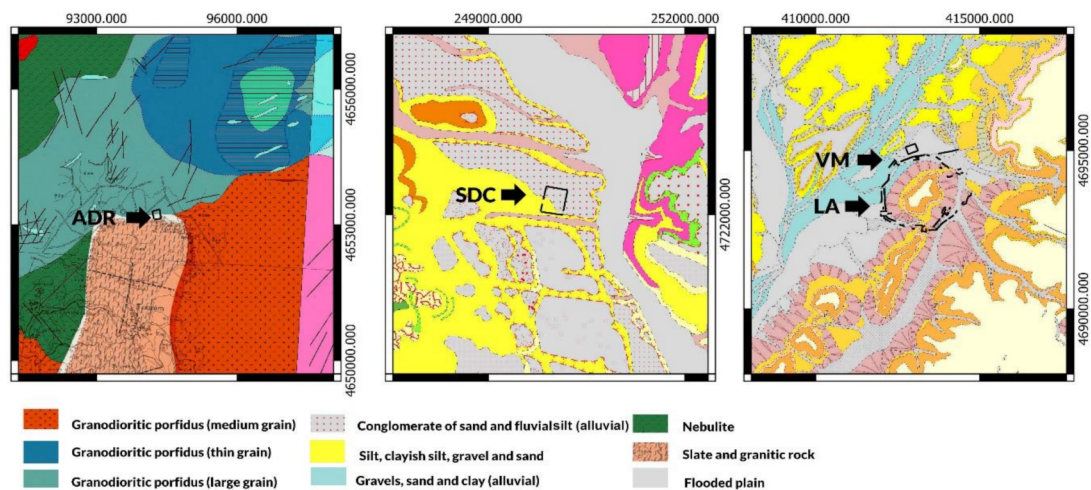 93000.000 96000.000
249000.000 252000.000
410000.000 415000.000
4656000.000
4653000.000
4650000.000
4722000.000
4695000.000
4690000.000
ADR
SDC
VM
LA
Granodioritic porfidus (medium grain)
Granodioritic porfidus (thin grain)
Granodioritic porfidus (large grain)
Conglomerate of sand and fluvialsilt (alluvial)
Silt, clayish silt, gravel and sand
Gravels, sand and clay (alluvial)
Nebulite
Slate and granitic rock
Flooded plain